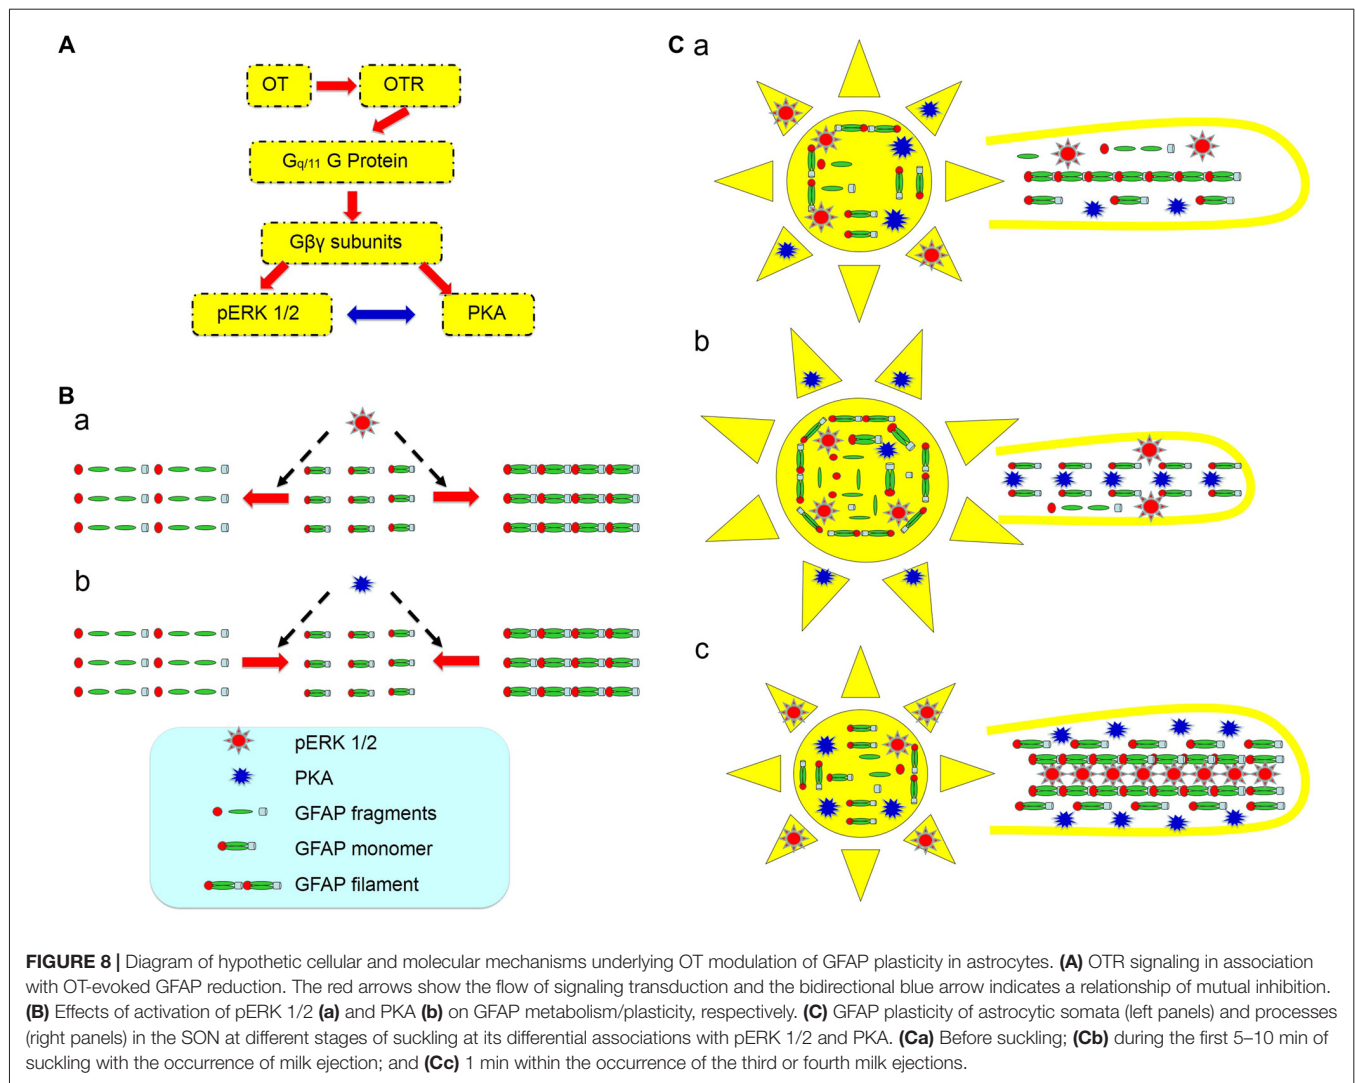 A
OT
OTR
Gq/11 G Protein
Gβγ subunits
pERK 1/2
PKA
B
a
b
pERK 1/2
PKA
GFAP fragments
GFAP monomer
GFAP filament
C a
b
c
FIGURE 8 | Diagram of hypothetic cellular and molecular mechanisms underlying OT modulation of GFAP plasticity in astrocytes. (A) OTR signaling in association
with OT-evoked GFAP reduction. The red arrows show the flow of signaling transduction and the bidirectional blue arrow indicates a relationship of mutual inhibition.
(B) Effects of activation of pERK 1/2 (a) and PKA (b) on GFAP metabolism/plasticity, respectively. (C) GFAP plasticity of astrocytic somata (left panels) and processes
(right panels) in the SON at different stages of suckling at its differential associations with pERK 1/2 and PKA. (Ca) Before suckling; (Cb) during the first 5–10 min of
suckling with the occurrence of milk ejection; and (Cc) 1 min within the occurrence of the third or fourth milk ejections.